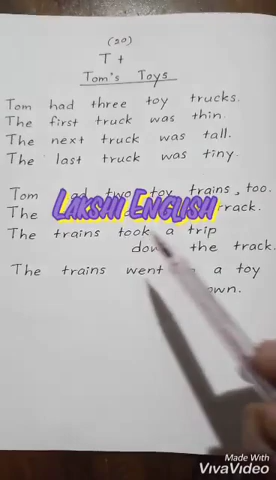 (20)
T t
Tom's Toys
Tom had three toy trucks.
The first truck was thin.
The next truck was tall.
The last truck was tiny.
Tom two toy trains, too.
The track.
LAKSHI ENGLISH
The trains took a trip
down the track.
The trains went a toy
Made With
VivaVideo